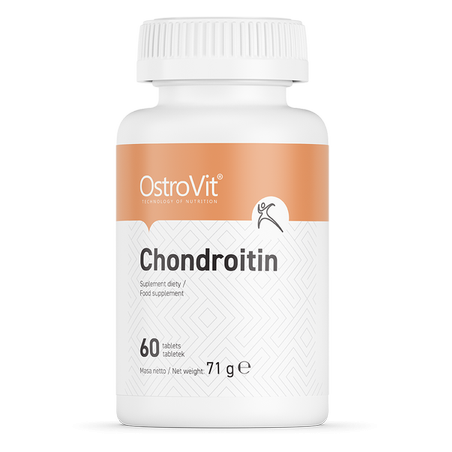 OstroVit®
TECHNOLOGY OF NUTRITION
Chondroitin
Suplement diety /
Food supplement
60 tablets
tabletek
Masa netto / Net weight: 71 g ℮